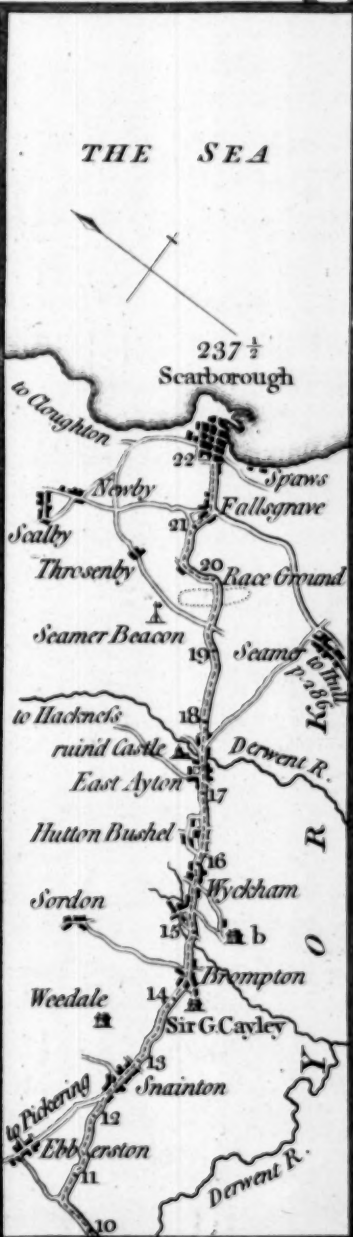 THE SEA
237 ½
Scarborough
to Cloughton
22
Spaws
Newby
Fallsgrave
21
Scalby
Throsenby
20
Race Ground
Seamer Beacon
19
Seamer
to Hull
p. 286
to Hackness
18
ruin'd Castle
Derwent R.
East Ayton
17
Hutton Bushel
16
Wyckham
Sordon
15
b
Brompton
14
Weedale
Sir G. Cayley
13
Snainton
to Pickering
12
Ebberston
11
Derwent R.
10
Y O R K